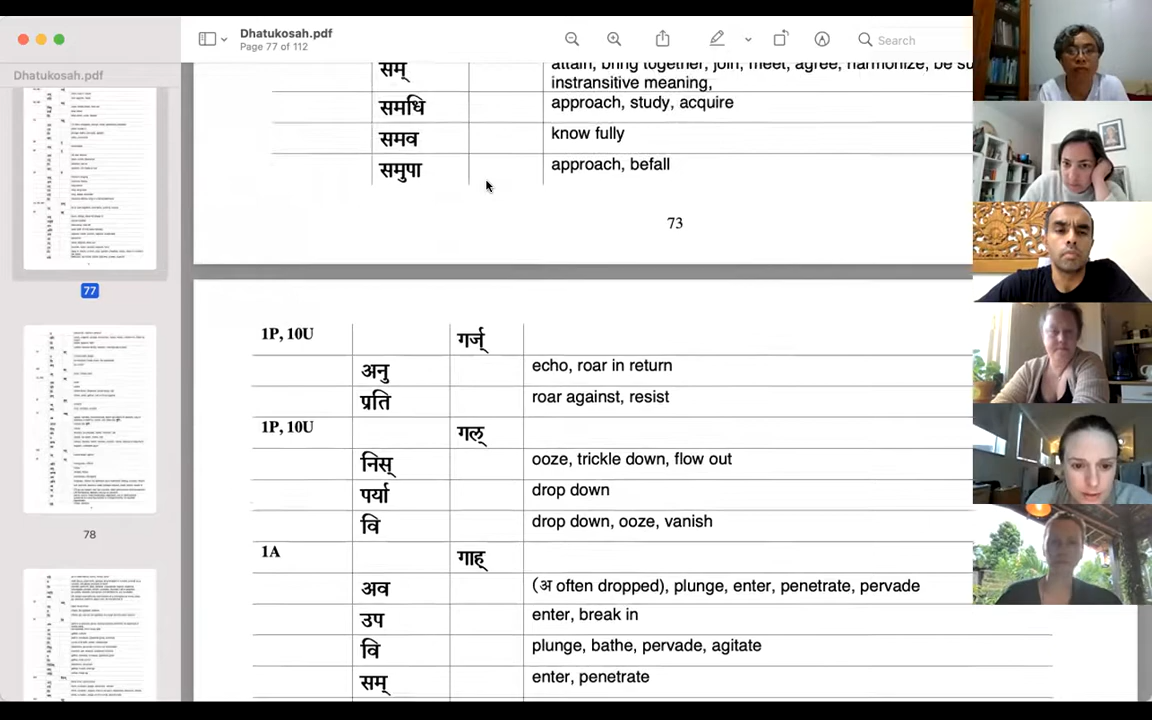 Dhatukosah.pdf
Page 77 of 112
Search
Dhatukosah.pdf
77
78
सम् attain, bring together, join, meet, agree, harmonize, be su
instransitive meaning,
समधि approach, study, acquire
समव know fully
समुपा approach, befall
73
1P, 10U गर्ज्
अनु echo, roar in return
प्रति roar against, resist
1P, 10U गल्
निस् ooze, trickle down, flow out
पर्या drop down
वि drop down, ooze, vanish
1A गाह्
अव (अ often dropped), plunge, enter, penetrate, pervade
उप enter, break in
वि plunge, bathe, pervade, agitate
सम् enter, penetrate